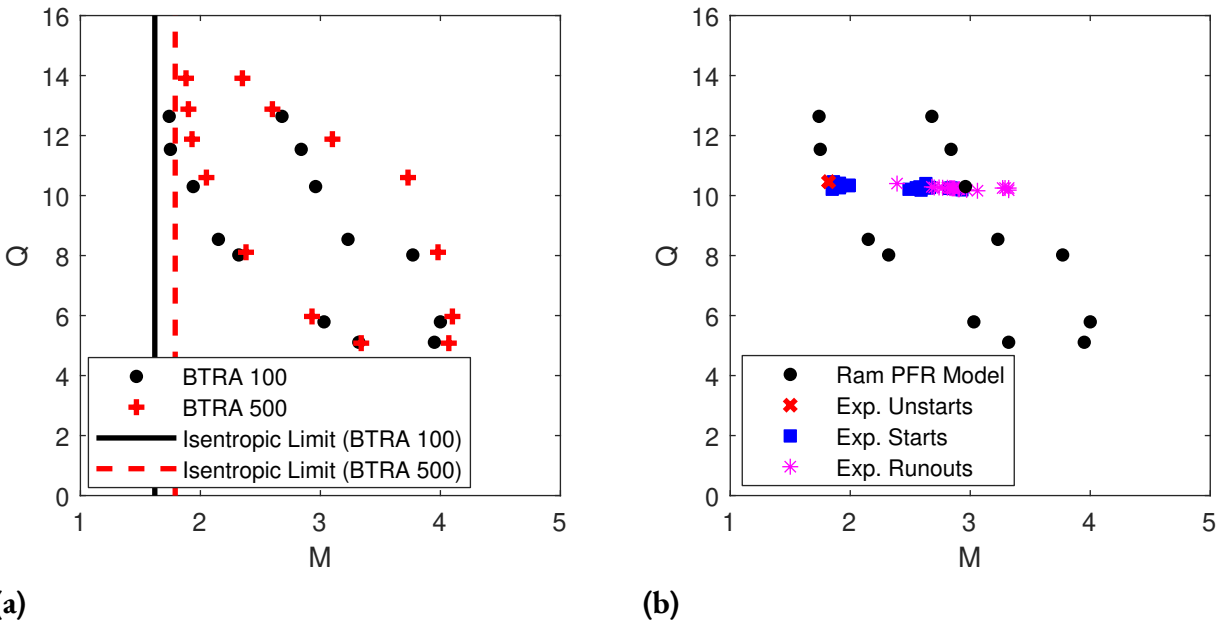 16
14
12
10
8
6
4
2
0
Q
BTRA 100
BTRA 500
Isentropic Limit (BTRA 100)
Isentropic Limit (BTRA 500)
1 2 3 4 5
M
(a)
16
14
12
10
8
6
4
2
0
Q
Ram PFR Model
Exp. Unstarts
Exp. Starts
Exp. Runouts
1 2 3 4 5
M
(b)